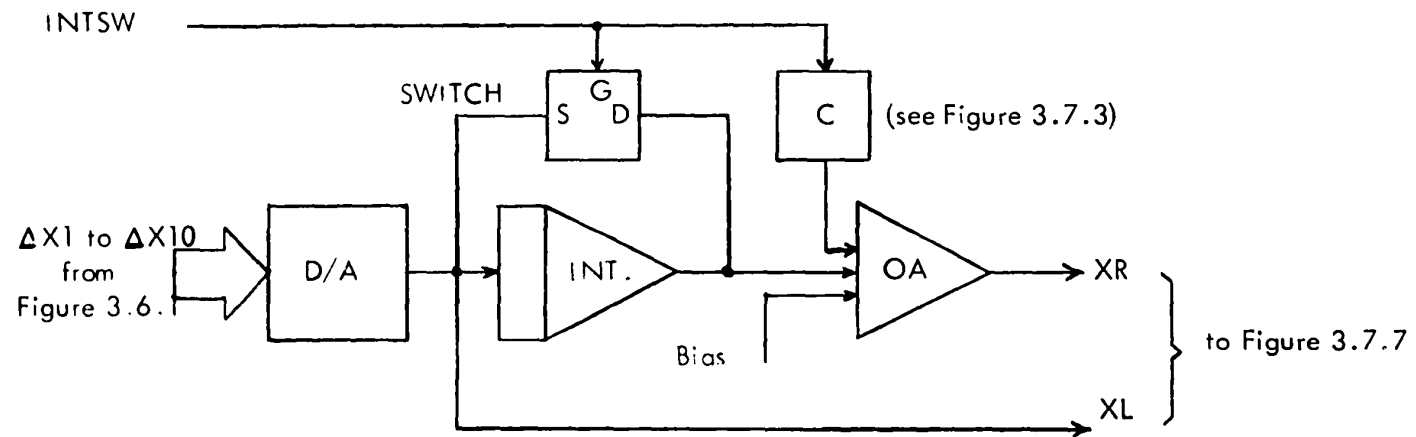 INTSW
SWITCH
S G D
C
(see Figure 3.7.3)
ΔX1 to ΔX10
from
Figure 3.6.
D/A
INT.
OA
XR
Bias
to Figure 3.7.7
XL